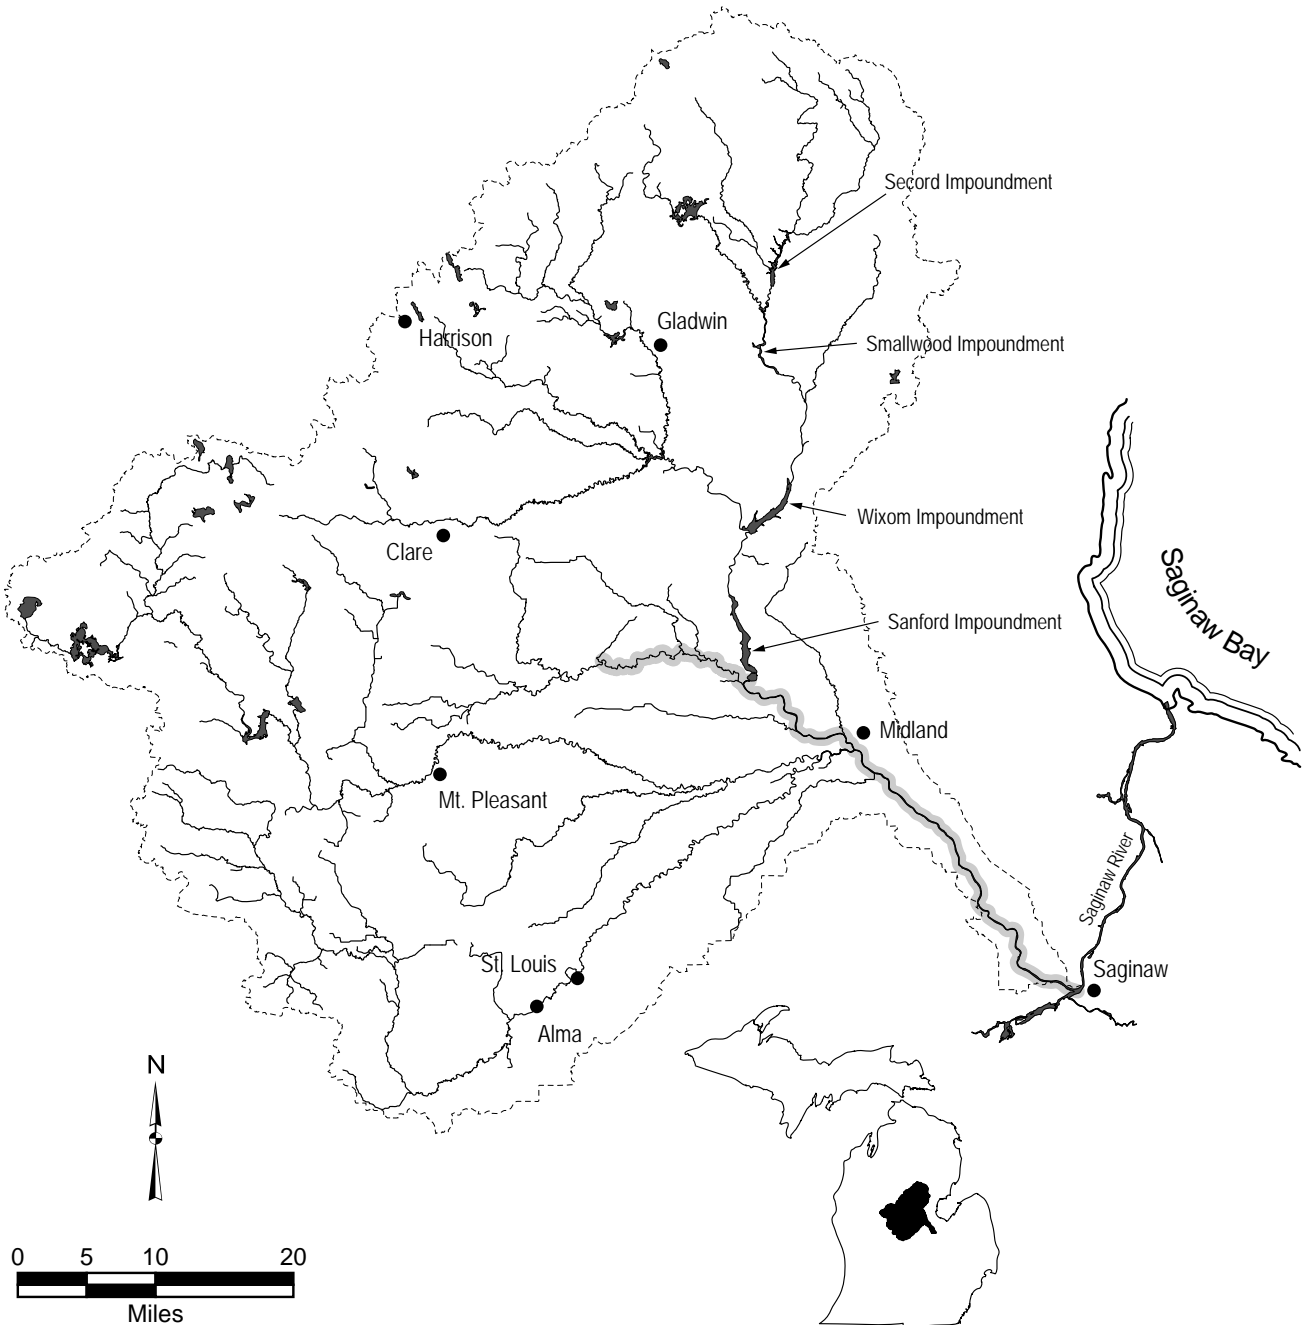 Secord Impoundment
Gladwin
Harrison
Smallwood Impoundment
Wixom Impoundment
Clare
Saginaw Bay
Sanford Impoundment
Midland
Mt. Pleasant
Saginaw River
St. Louis
Saginaw
Alma
N
0 5 10 20
Miles